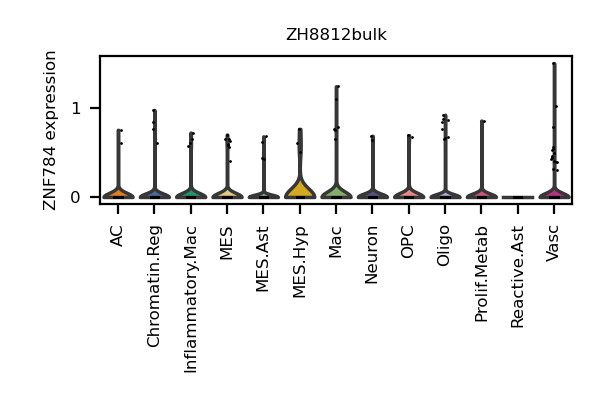 ZH8812bulk
ZNF784 expression
1
0
AC
Chromatin.Reg
Inflammatory.Mac
MES
MES.Ast
MES.Hyp
Mac
Neuron
OPC
Oligo
Prolif.Metab
Reactive.Ast
Vasc